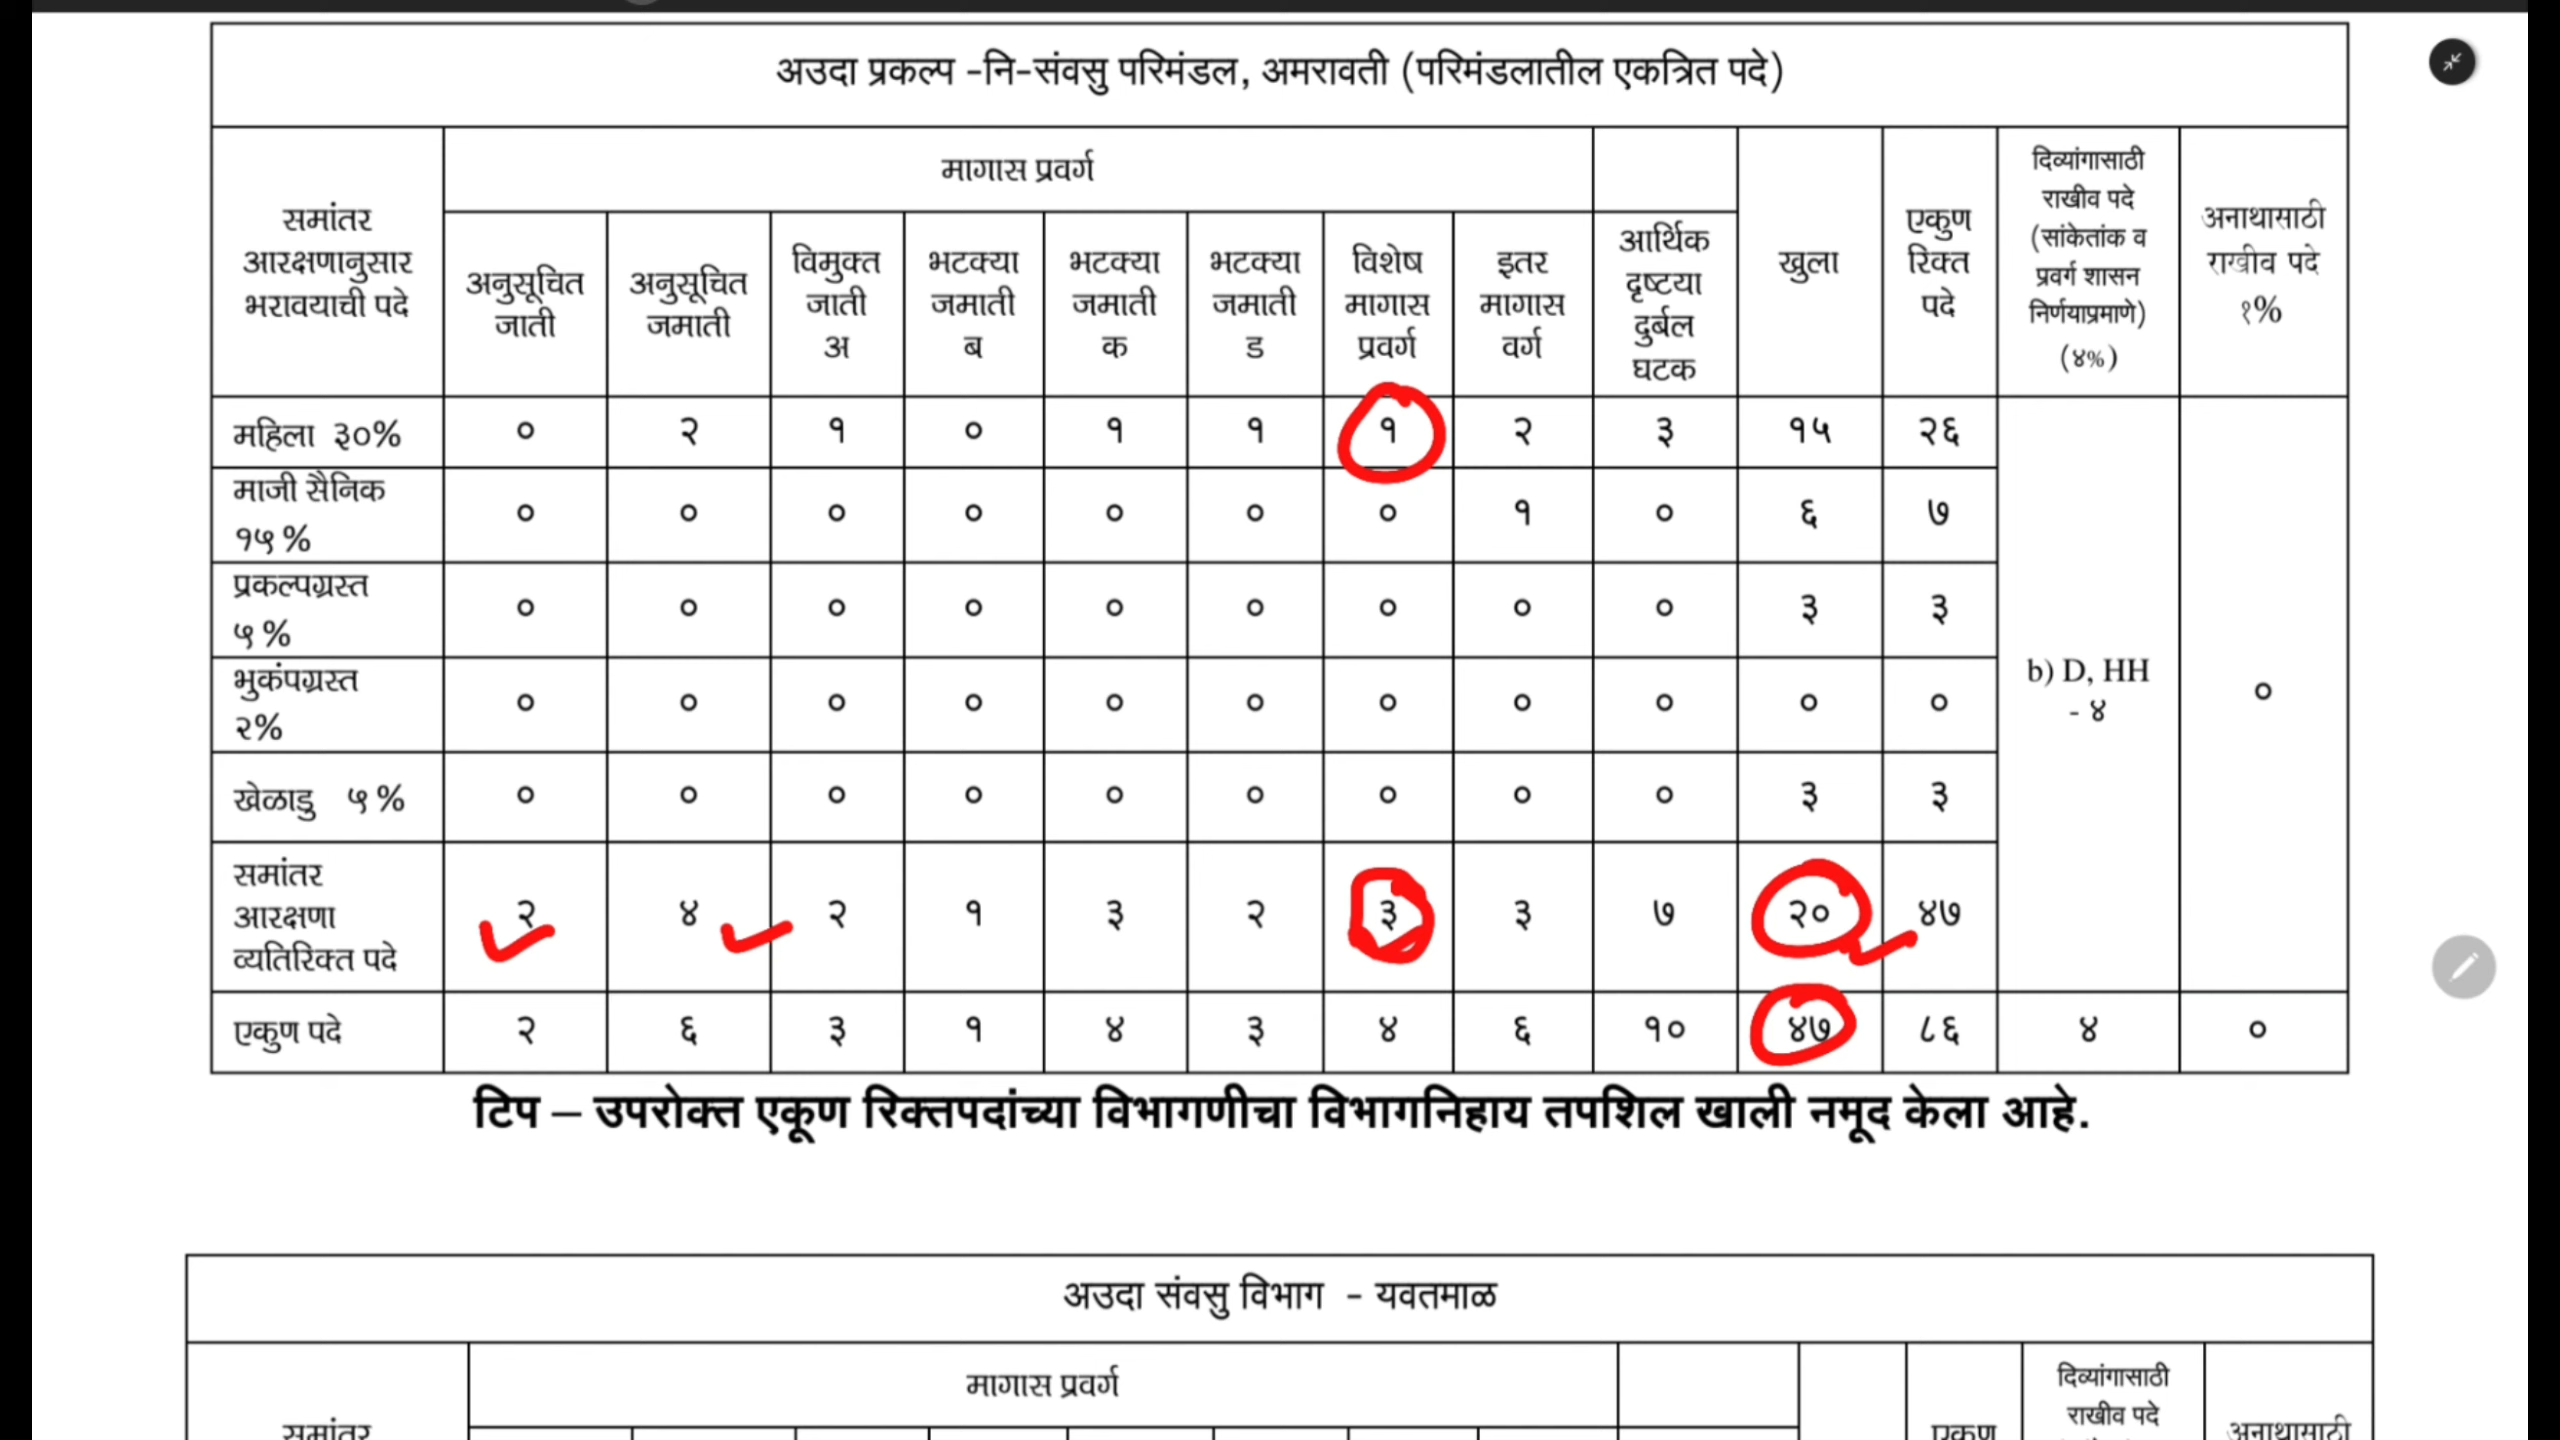 अउदा प्रकल्प -नि-संवसु परिमंडल, अमरावती (परिमंडलातील एकत्रित पदे)
समांतर
आरक्षणानुसार
भरावयाची पदे
मागास प्रवर्ग
अनुसूचित
जाती
अनुसूचित
जमाती
विमुक्त
जाती
अ
भटक्या
जमाती
ब
भटक्या
जमाती
क
भटक्या
जमाती
ड
विशेष
मागास
प्रवर्ग
इतर
मागास
वर्ग
आर्थिक
दृष्टया
दुर्बल
घटक
खुला
एकुण
रिक्त
पदे
दिव्यांगासाठी
राखीव पदे
(सांकेतांक व
प्रवर्ग शासन
निर्णयाप्रमाणे)
(४%)
अनाथासाठी
राखीव पदे
१%
महिला ३०% ० २ १ ० १ १ १ २ ३ १५ २६
माजी सैनिक
१५% ० ० ० ० ० ० ० १ ० ६ ७
प्रकल्पग्रस्त
५% ० ० ० ० ० ० ० ० ० ३ ३
भुकंपग्रस्त
२% ० ० ० ० ० ० ० ० ० ० ०
b) D, HH
- ४
०
खेळाडु ५% ० ० ० ० ० ० ० ० ० ३ ३
समांतर
आरक्षणा
व्यतिरिक्त पदे २ ४ २ १ ३ २ ३ ३ ७ २० ४७
एकुण पदे २ ६ ३ १ ४ ३ ४ ६ १० ४७ ८६ ४ ०
टिप – उपरोक्त एकूण रिक्तपदांच्या विभागणीचा विभागनिहाय तपशिल खाली नमूद केला आहे.
अउदा संवसु विभाग - यवतमाळ
मागास प्रवर्ग
दिव्यांगासाठी
राखीव पदे
समांतर
एकुण
अनाथासाठी